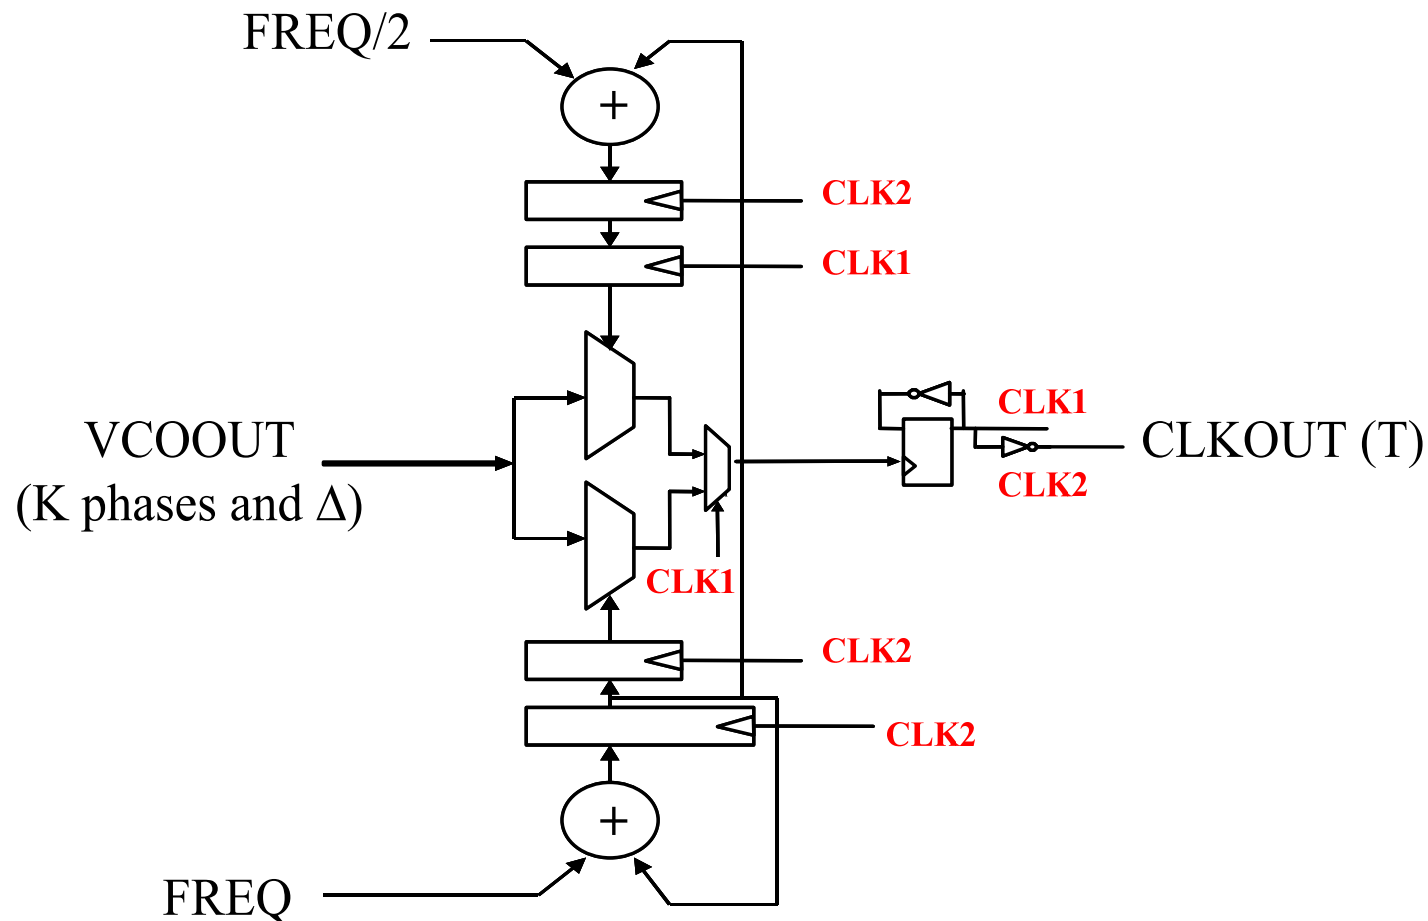 FREQ/2
+
CLK2
CLK1
VCOOUT
(K phases and Δ)
CLK1
CLK1
CLK2
CLKOUT (T)
CLK2
CLK2
+
FREQ